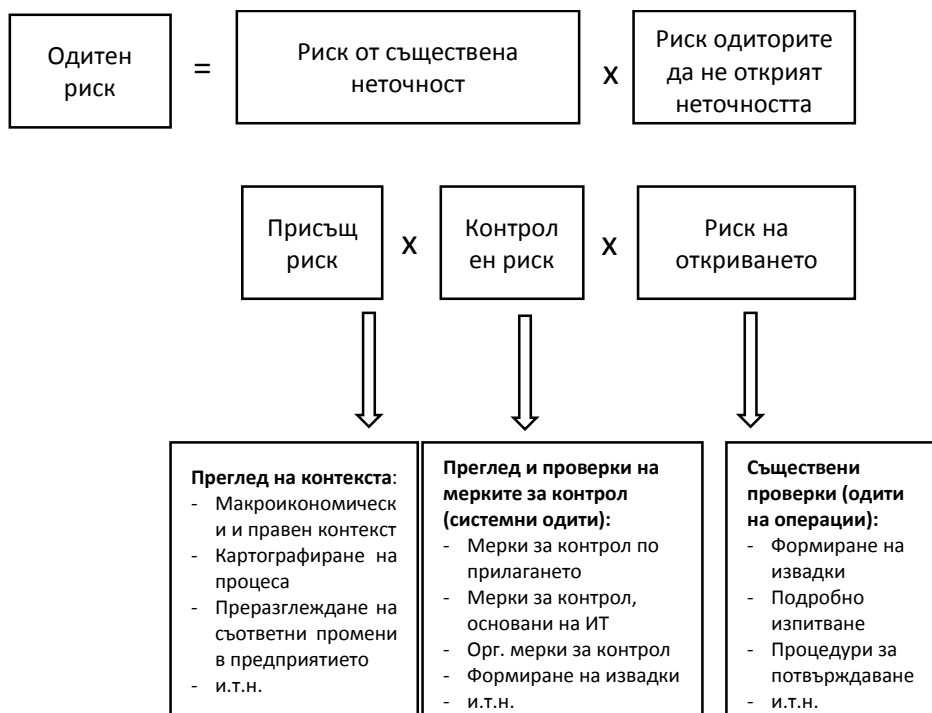 Одитен
риск
=
Риск от съществена
неточност
x
Риск одиторите
да не открият
неточността
Присъщ
риск
x
Контрол
ен риск
x
Риск на
откриването
Преглед на контекста:
- Макроикономическ
и и правен контекст
- Картографиране на
процеса
- Преразглеждане на
съответни промени
в предприятието
- и.т.н.
Преглед и проверки на
мерките за контрол
(системни одити):
- Мерки за контрол по
прилагането
- Мерки за контрол,
основани на ИТ
- Орг. мерки за контрол
- Формиране на извадки
- и.т.н.
Съществени
проверки (одити
на операции):
- Формиране на
извадки
- Подробно
изпитване
- Процедури за
потвърждаване
- и.т.н.